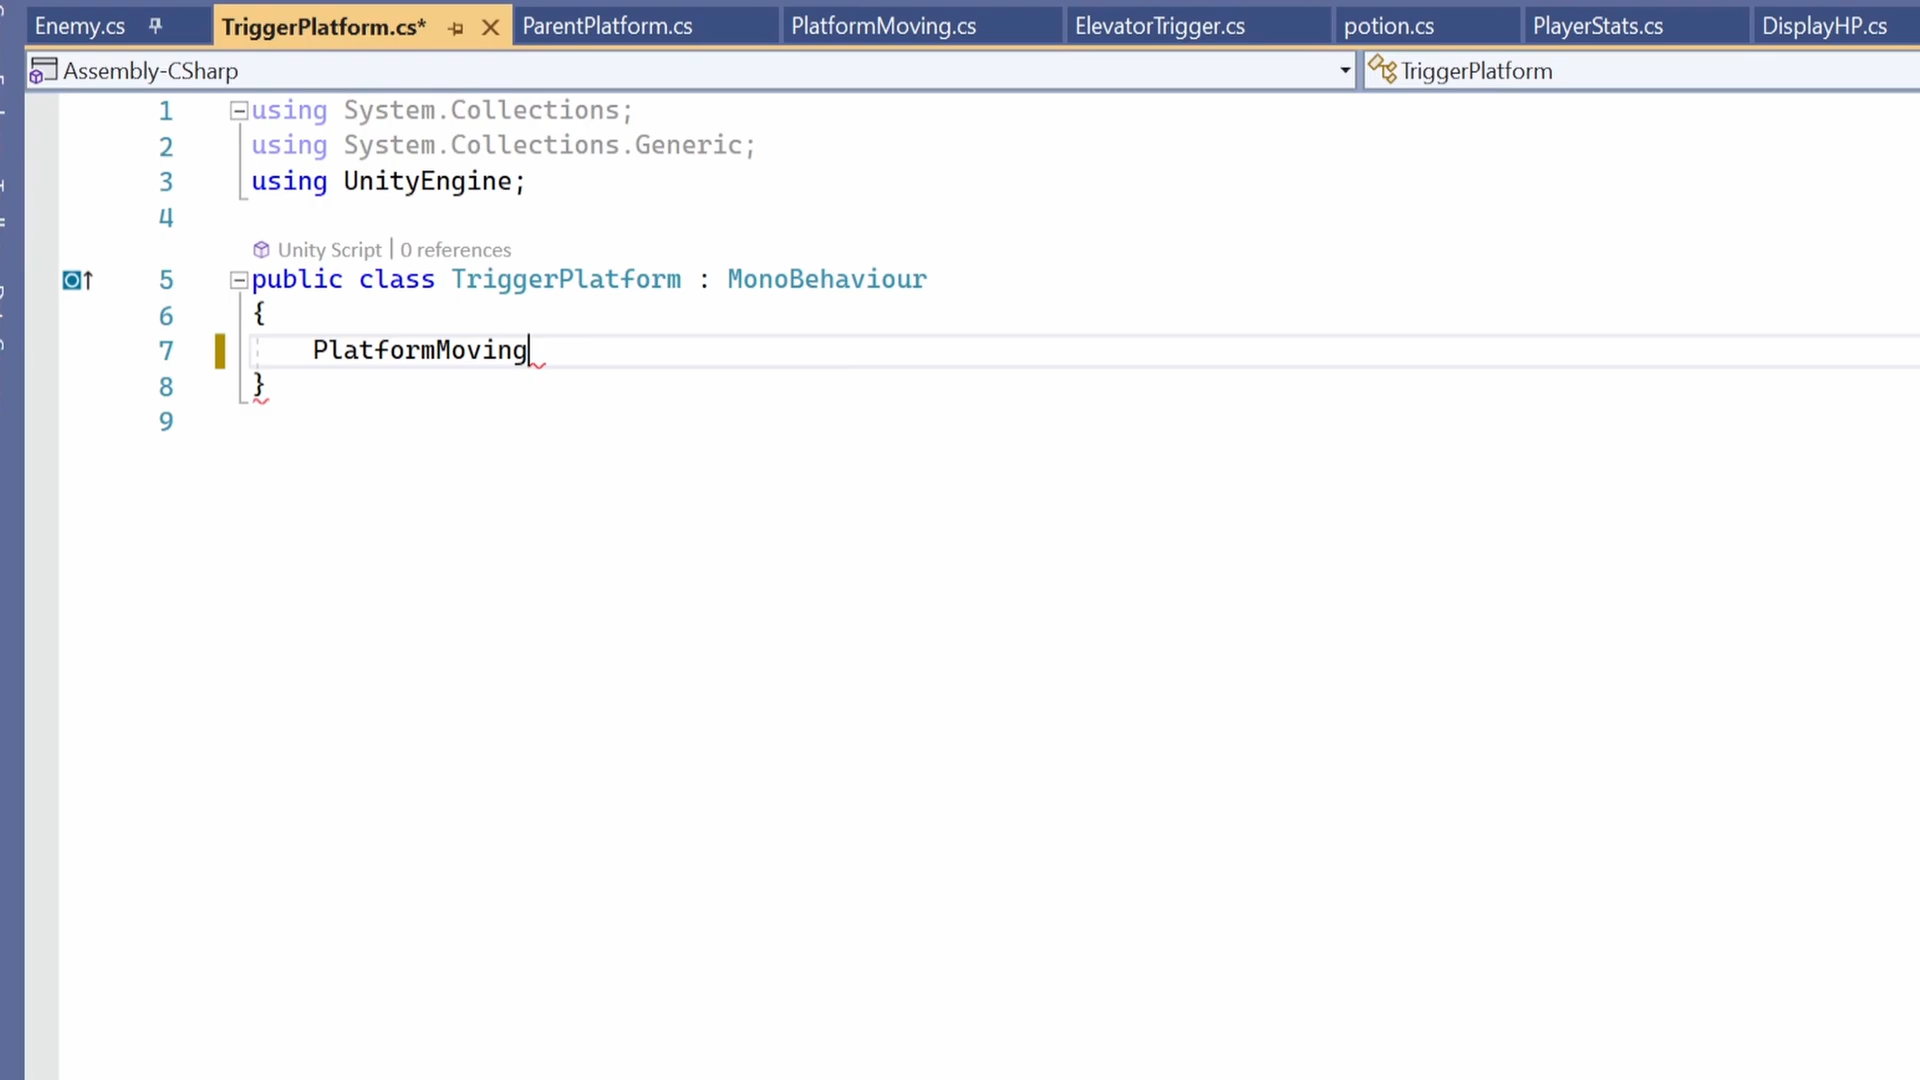 Enemy.cs TriggerPlatform.cs* ParentPlatform.cs PlatformMoving.cs ElevatorTrigger.cs potion.cs PlayerStats.cs DisplayHP.cs
Assembly-CSharp TriggerPlatform
1 using System.Collections;
2 using System.Collections.Generic;
3 using UnityEngine;
4
Unity Script | 0 references
5 public class TriggerPlatform : MonoBehaviour
6 {
7 PlatformMoving
8 }
9